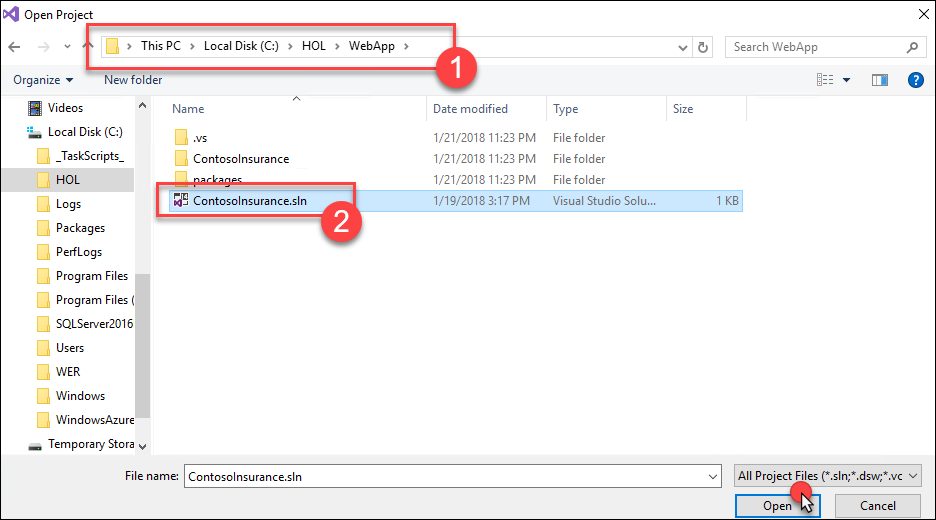 Open Project
This PC > Local Disk (C:) > HOL > WebApp >
Search WebApp
1
Organize
New folder
?
Videos
Local Disk (C:)
_TaskScripts_
HOL
Logs
Packages
PerfLogs
Program Files
Program Files (
SQLServer2016
Users
WER
Windows
WindowsAzure
Temporary Stora
Name Date modified Type Size
.vs 1/21/2018 11:23 PM File folder
ContosoInsurance 1/21/2018 11:23 PM File folder
packages 1/21/2018 11:23 PM File folder
ContosoInsurance.sln 1/19/2018 3:17 PM Visual Studio Solu... 1 KB
2
File name: ContosoInsurance.sln All Project Files (*.sln;*.dsw;*.vc
Open Cancel